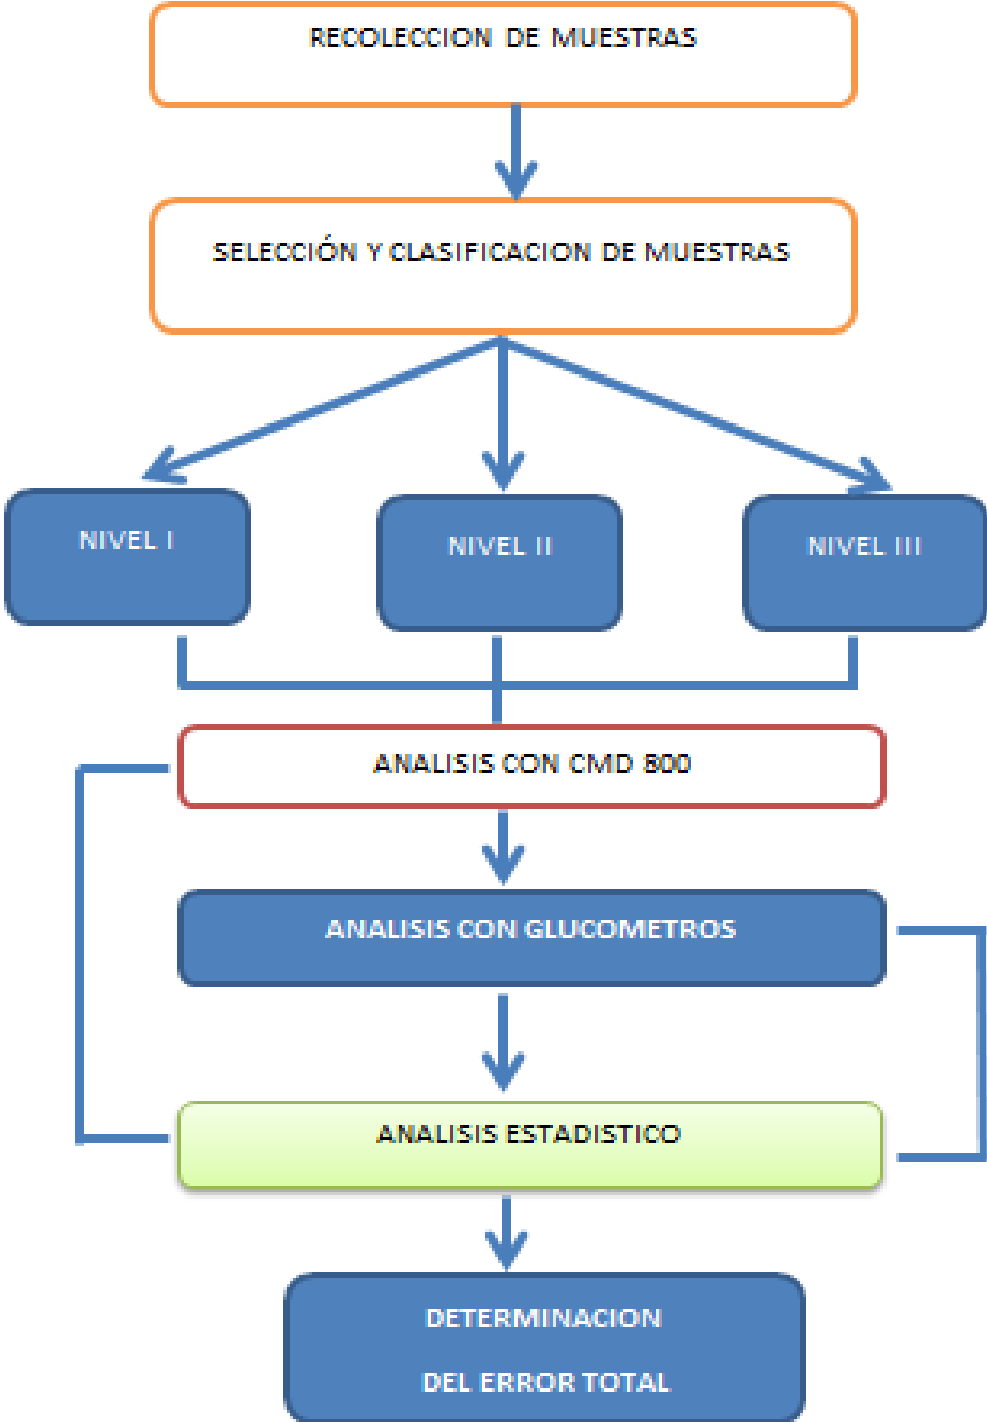 RECOLECCION DE MUESTRAS
SELECCIÓN Y CLASIFICACION DE MUESTRAS
NIVEL I
NIVEL II
NIVEL III
ANALISIS CON CMD 800
ANALISIS CON GLUCOMETROS
ANALISIS ESTADISTICO
DETERMINACION
DEL ERROR TOTAL